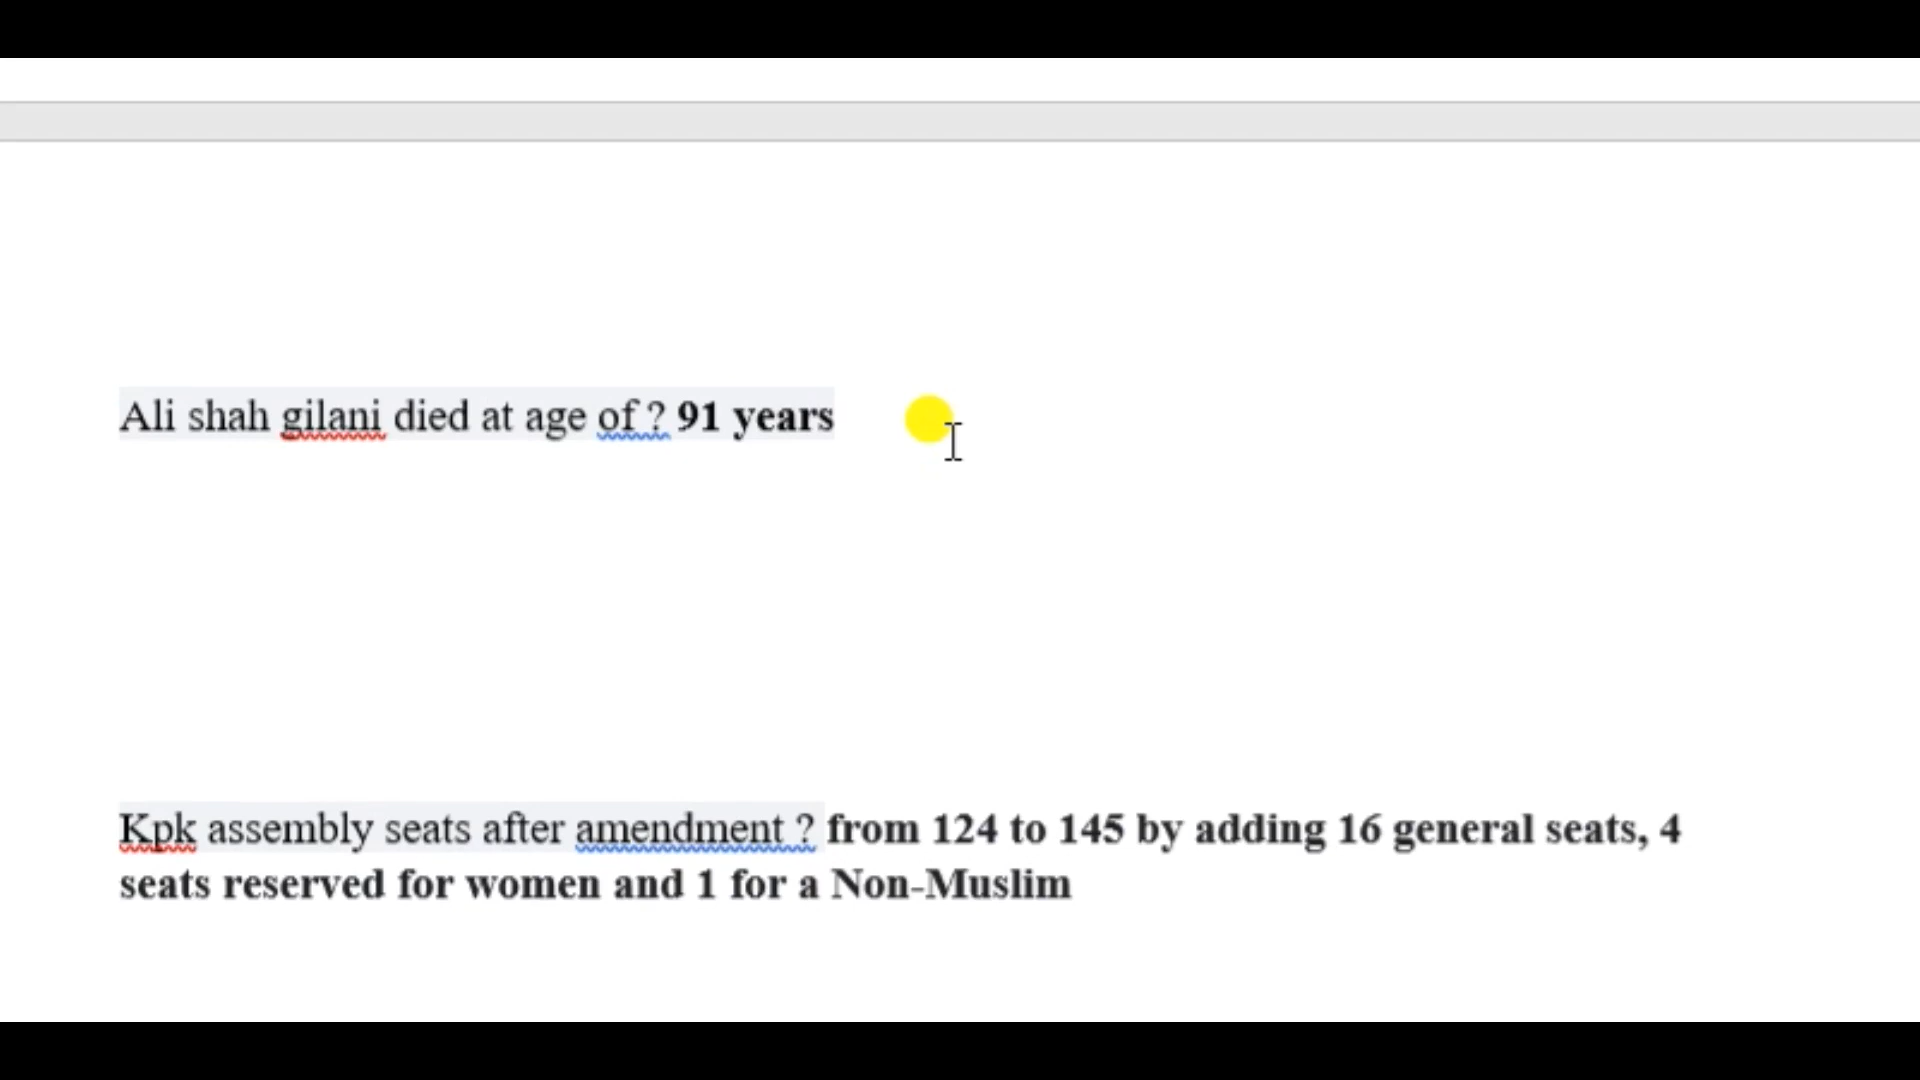 Ali shah gilani died at age of ? 91 years
Kpk assembly seats after amendment ? from 124 to 145 by adding 16 general seats, 4
seats reserved for women and 1 for a Non-Muslim